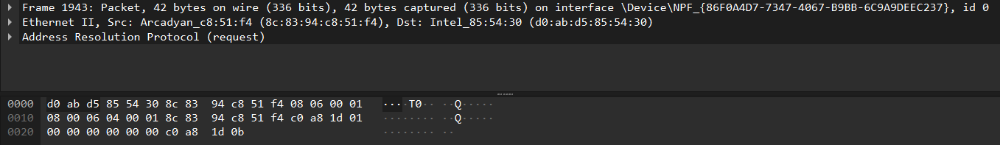 Frame 1943: Packet, 42 bytes on wire (336 bits), 42 bytes captured (336 bits) on interface \Device\NPF_{86F0A4D7-7347-4067-B9BB-6C9A9DEEC237}, id 0
Ethernet II, Src: Arcadyan_c8:51:f4 (8c:83:94:c8:51:f4), Dst: Intel_85:54:30 (d0:ab:d5:85:54:30)
Address Resolution Protocol (request)
0000 d0 ab d5 85 54 30 8c 83 94 c8 51 f4 08 06 00 01 ····T0·· ··Q·····
0010 08 00 06 04 00 01 8c 83 94 c8 51 f4 c0 a8 1d 01 ········ ··Q·····
0020 00 00 00 00 00 00 c0 a8 1d 0b ········ ··